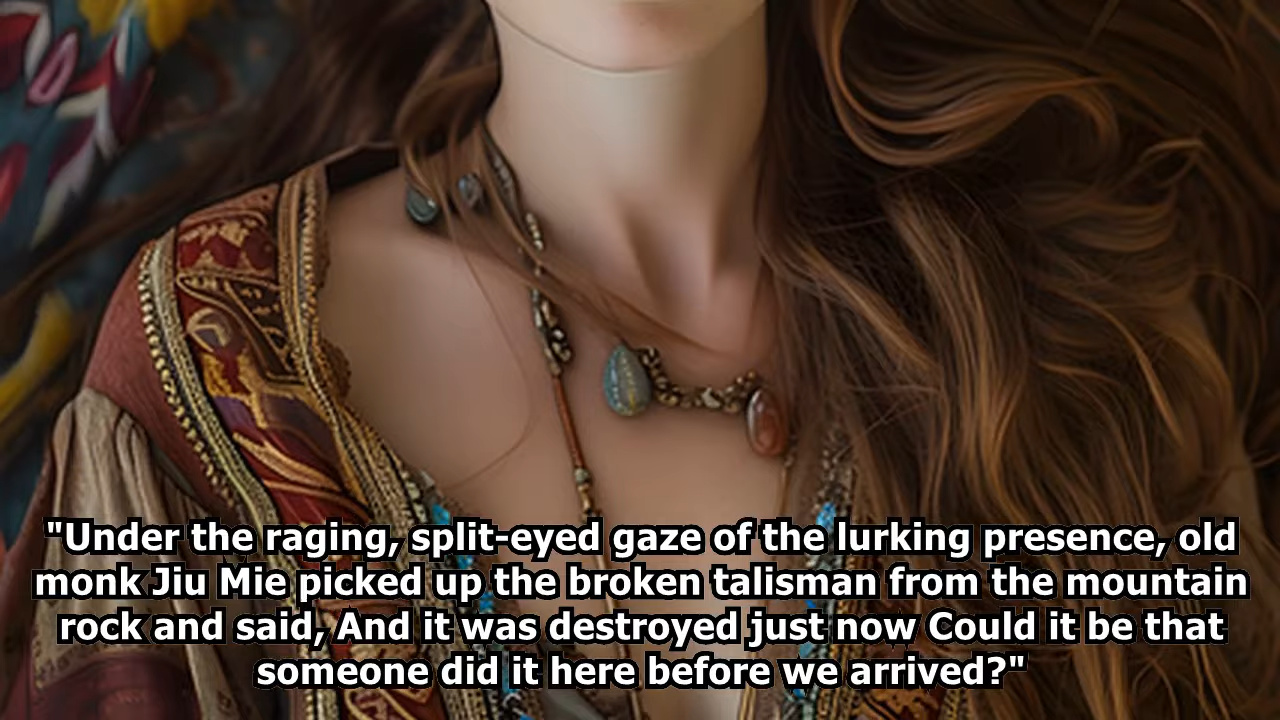 "Under the raging, split-eyed gaze of the lurking presence, old
monk Jiu Mie picked up the broken talisman from the mountain
rock and said, And it was destroyed just now Could it be that
someone did it here before we arrived?"